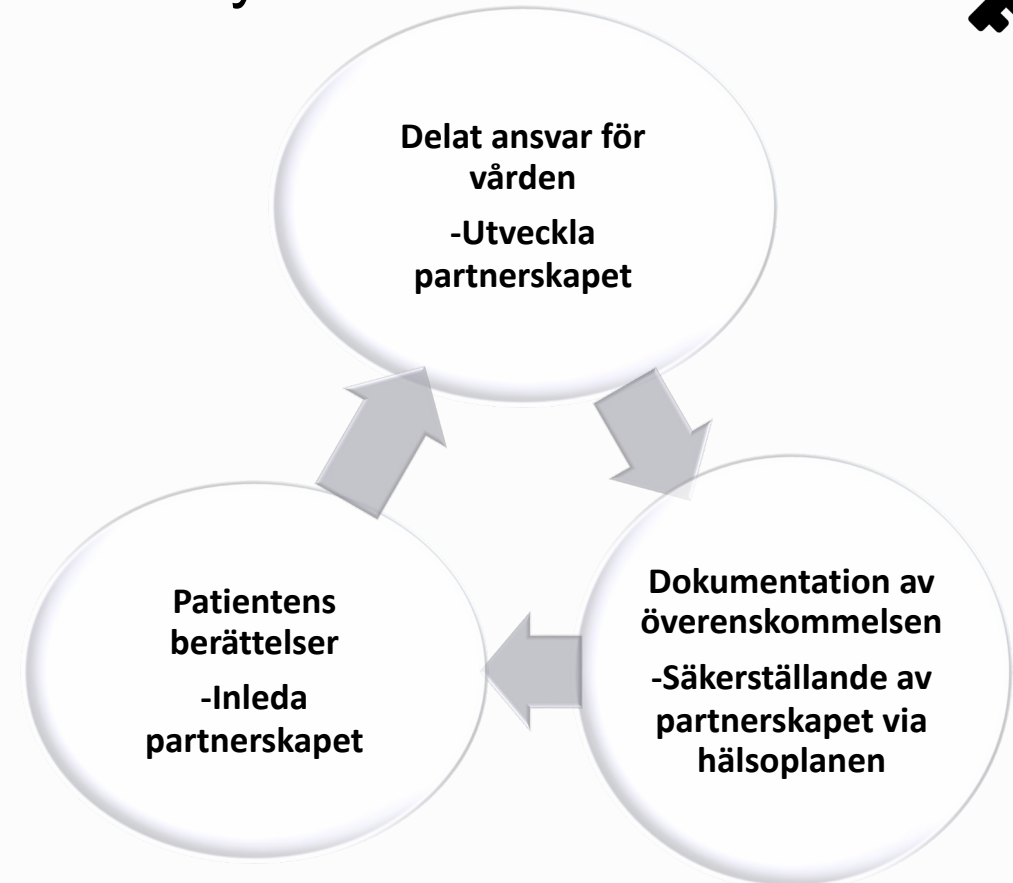 Delat ansvar för
vården
-Utveckla
partnerskapet
Patientens
berättelser
-Inleda
partnerskapet
Dokumentation av
överenskommelsen
-Säkerställande av
partnerskapet via
hälsoplanen